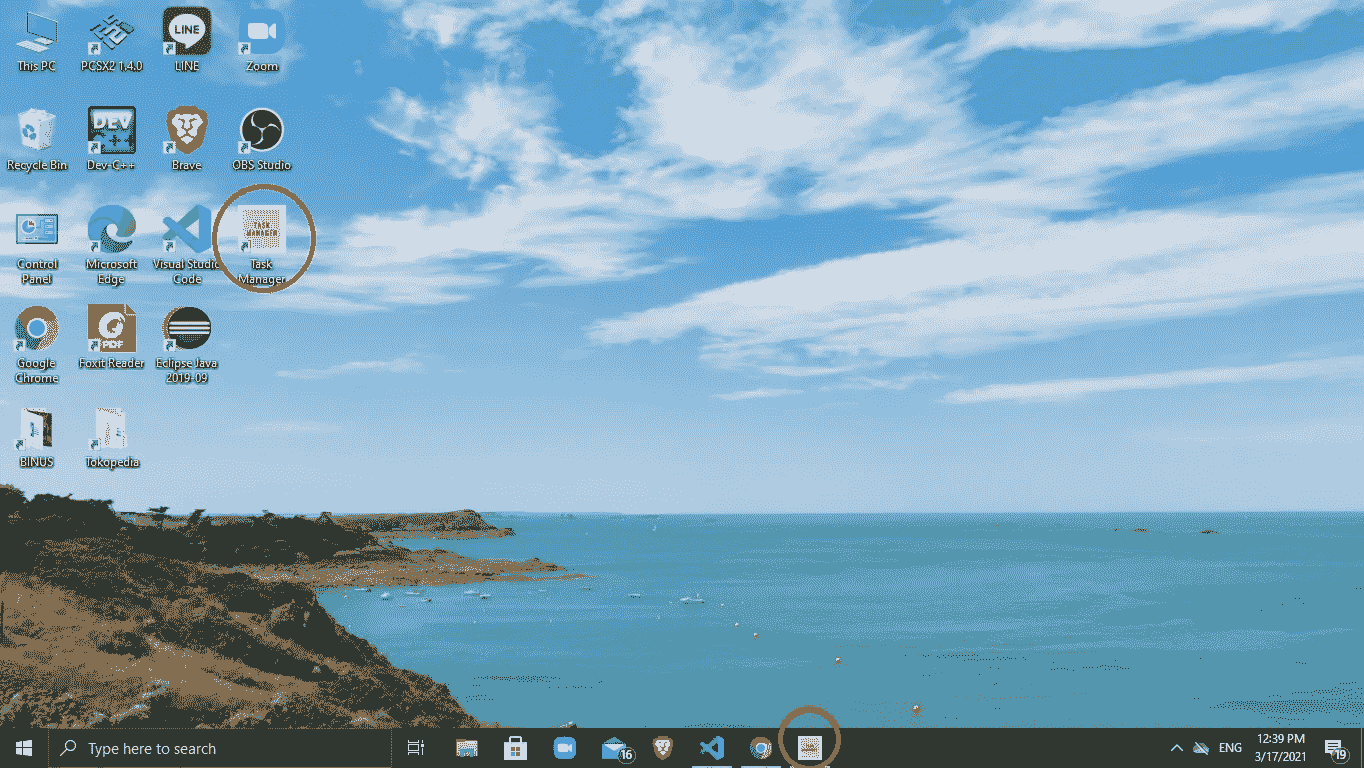 This PC
PCSX2 1.4.0
LINE
LINE
Zoom
Recycle Bin
DEV
Dev-C++
Brave
OBS Studio
Control
Panel
Microsoft
Edge
Visual Studio
Code
TASK
MANAGER
Task
Manager
Google
Chrome
PDF
Foxit Reader
Eclipse Java
2019-09
BINUS
Tokopedia
Type here to search
16
ENG
12:39 PM
3/17/2021
19